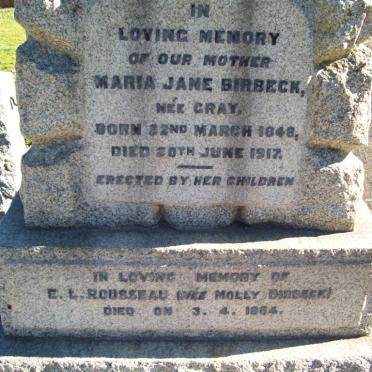 IN
LOVING MEMORY
OF OUR MOTHER
MARIA JANE BIRBECK,
NÉE GRAY,
BORN 22ND MARCH 1848,
DIED 20TH JUNE 1917.
ERECTED BY HER CHILDREN
IN LOVING MEMORY OF
E. L. ROUSSEAU (NÉE MOLLY BIRBECK)
DIED ON 3. 4. 1964.